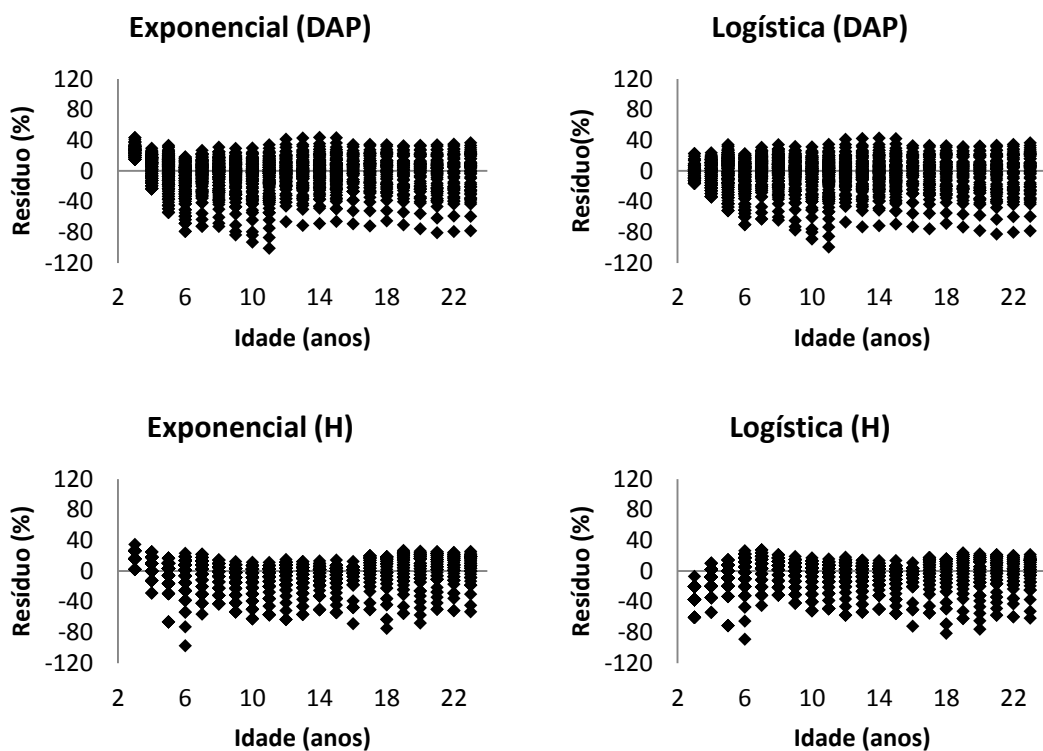 Exponencial (DAP)
Resíduo (%)
120
80
40
0
-40
-80
-120
2 6 10 14 18 22
Idade (anos)
Logística (DAP)
Resíduo(%)
120
80
40
0
-40
-80
-120
2 6 10 14 18 22
Idade (anos)
Exponencial (H)
Resíduo (%)
120
80
40
0
-40
-80
-120
2 6 10 14 18 22
Idade (anos)
Logística (H)
Resíduo (%)
120
80
40
0
-40
-80
-120
2 6 10 14 18 22
Idade (anos)